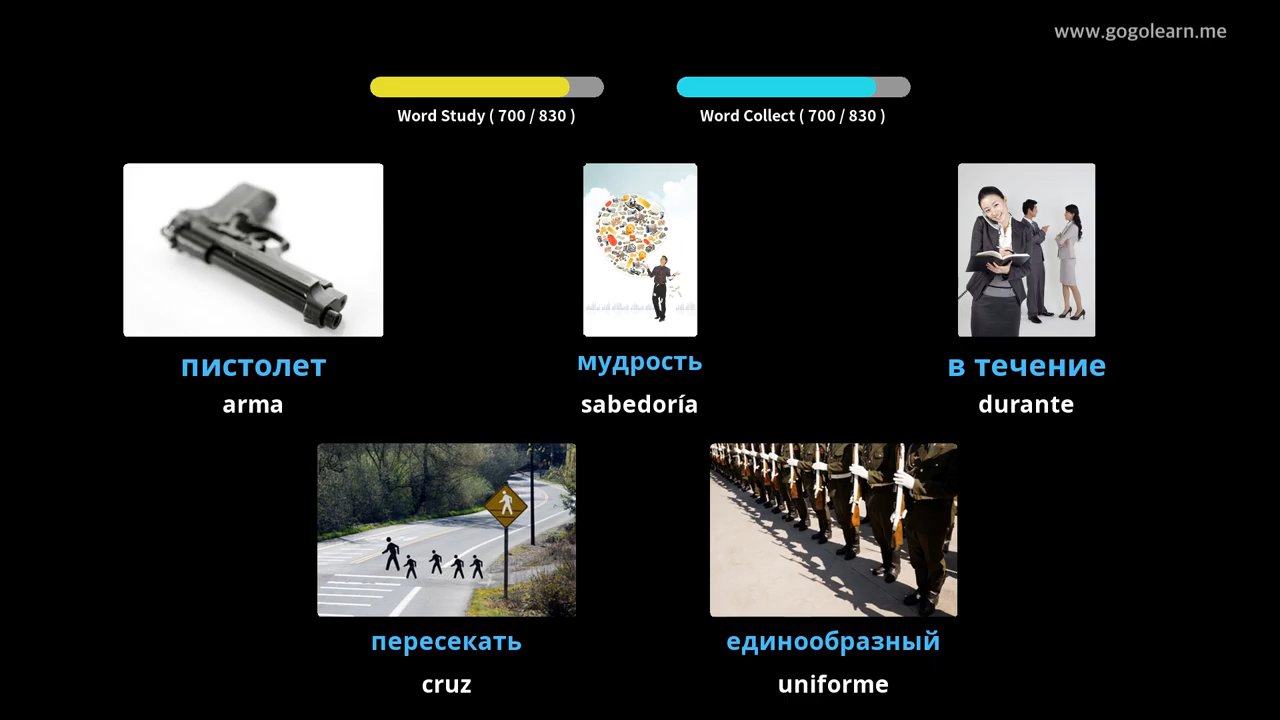 www.gogolearn.me
Word Study ( 700 / 830 )
Word Collect ( 700 / 830 )
пистолет
arma
мудрость
sabedoría
в течение
durante
пересекать
cruz
единообразный
uniforme